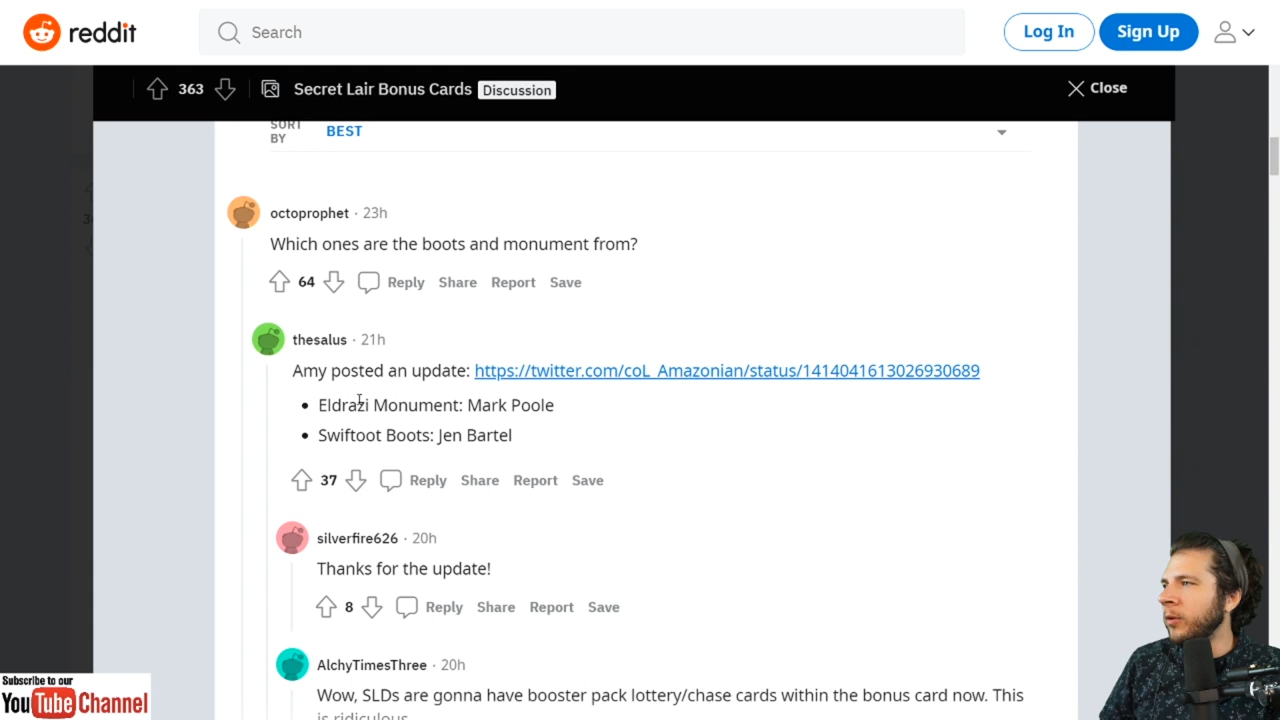 reddit
Search
Log In
Sign Up
363
Secret Lair Bonus Cards
Discussion
Close
SORT
BY
BEST
octoprophet · 23h
Which ones are the boots and monument from?
64 Reply Share Report Save
thesalus · 21h
Amy posted an update: https://twitter.com/coL_Amazonian/status/1414041613026930689
• Eldrazi Monument: Mark Poole
• Swiftoot Boots: Jen Bartel
37 Reply Share Report Save
silverfire626 · 20h
Thanks for the update!
8 Reply Share Report Save
AlchyTimesThree · 20h
Wow, SLDs are gonna have booster pack lottery/chase cards within the bonus card now. This
is ridiculous
Subscribe to our
YouTube Channel